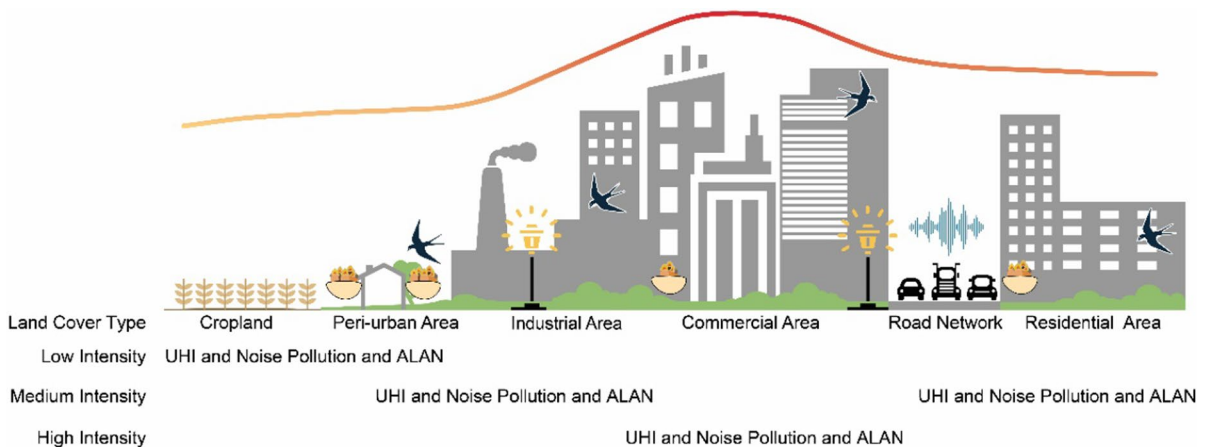 Land Cover Type Cropland Peri-urban Area Industrial Area Commercial Area Road Network Residential Area
Low Intensity UHI and Noise Pollution and ALAN
Medium Intensity UHI and Noise Pollution and ALAN UHI and Noise Pollution and ALAN
High Intensity UHI and Noise Pollution and ALAN